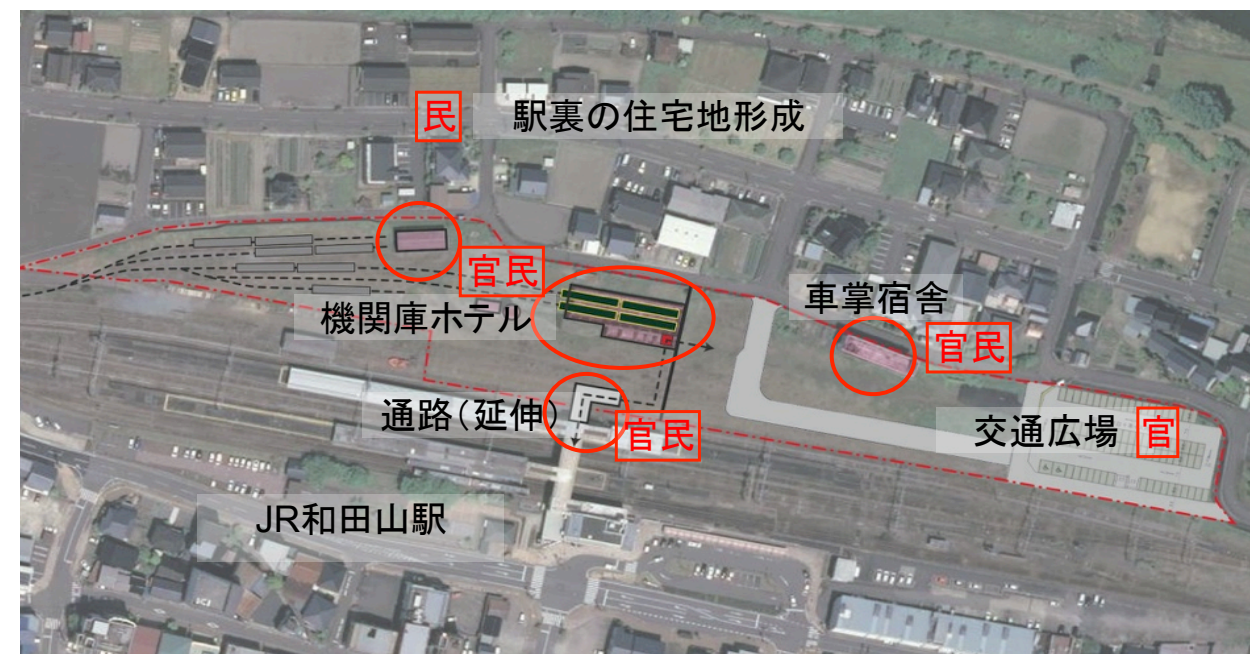 民 駅裏の住宅地形成
官民
機関庫ホテル
車掌宿舎
官民
通路（延伸）
官民
交通広場 官
JR和田山駅